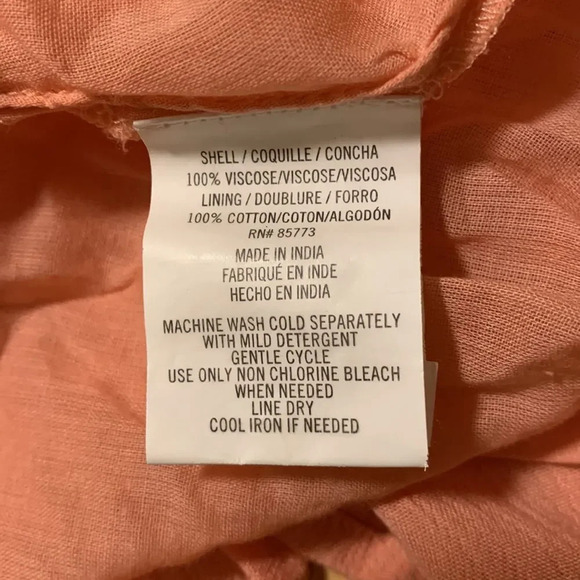 SHELL / COQUILLE / CONCHA
100% VISCOSE/VISCOSE/VISCOSA
LINING / DOUBLURE / FORRO
100% COTTON/COTON/ALGODÓN
RN# 85773
MADE IN INDIA
FABRIQUÉ EN INDE
HECHO EN INDIA
MACHINE WASH COLD SEPARATELY
WITH MILD DETERGENT
GENTLE CYCLE
USE ONLY NON CHLORINE BLEACH
WHEN NEEDED
LINE DRY
COOL IRON IF NEEDED